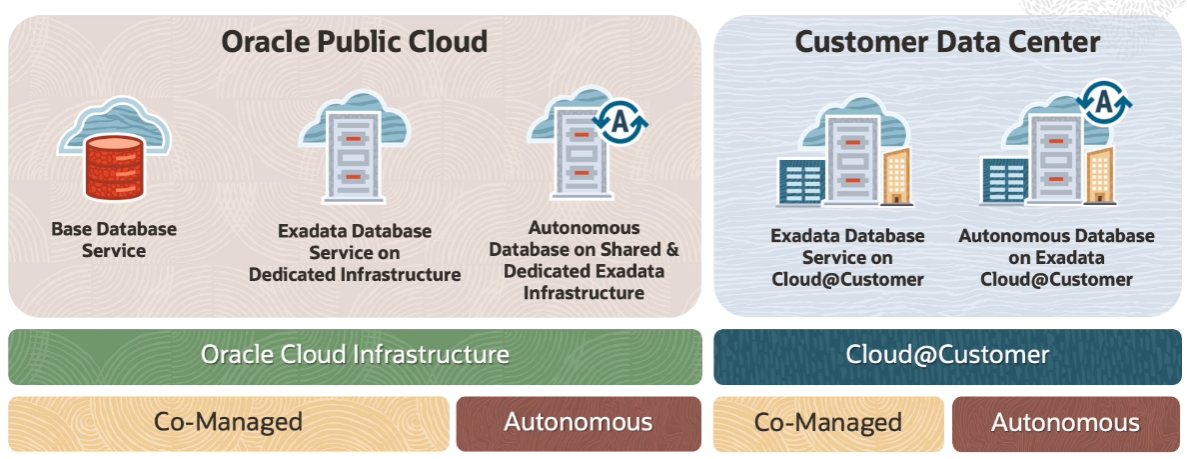 Oracle Public Cloud
A
Base Database
Service
Exadata Database
Service on
Dedicated Infrastructure
Autonomous
Database on Shared &
Dedicated Exadata
Infrastructure
Customer Data Center
A
Exadata Database
Service on
Cloud@Customer
Autonomous Database
on Exadata
Cloud@Customer
Oracle Cloud Infrastructure
Cloud@Customer
Co-Managed
Autonomous
Co-Managed
Autonomous